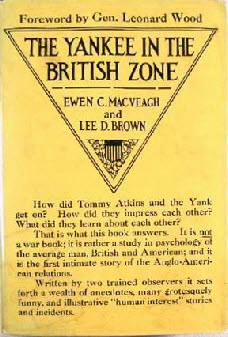 Foreword by Gen. Leonard Wood
THE YANKEE IN THE
BRITISH ZONE
EWEN C. MACVEAGH
and
LEE D. BROWN
How did Tommy Atkins and the Yank
get on? How did they impress each other?
What did they learn about each other?
That is what this book answers. It is not
a war book; it is rather a study in psychology of
the average man, British and American; and it
is the first intimate story of the Anglo-Ameri-
can relations.
Written by two trained observers it sets
forth a wealth of anecdotes, many grotesquely
funny, and illustrative "human interest" stories
and incidents.